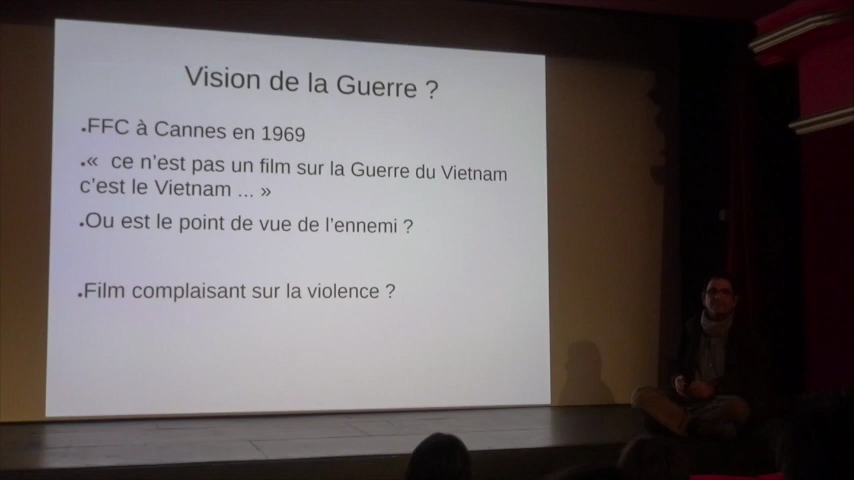 Vision de la Guerre ?
.FFC à Cannes en 1969
.« ce n’est pas un film sur la Guerre du Vietnam
c’est le Vietnam ... »
.Ou est le point de vue de l’ennemi ?
.Film complaisant sur la violence ?